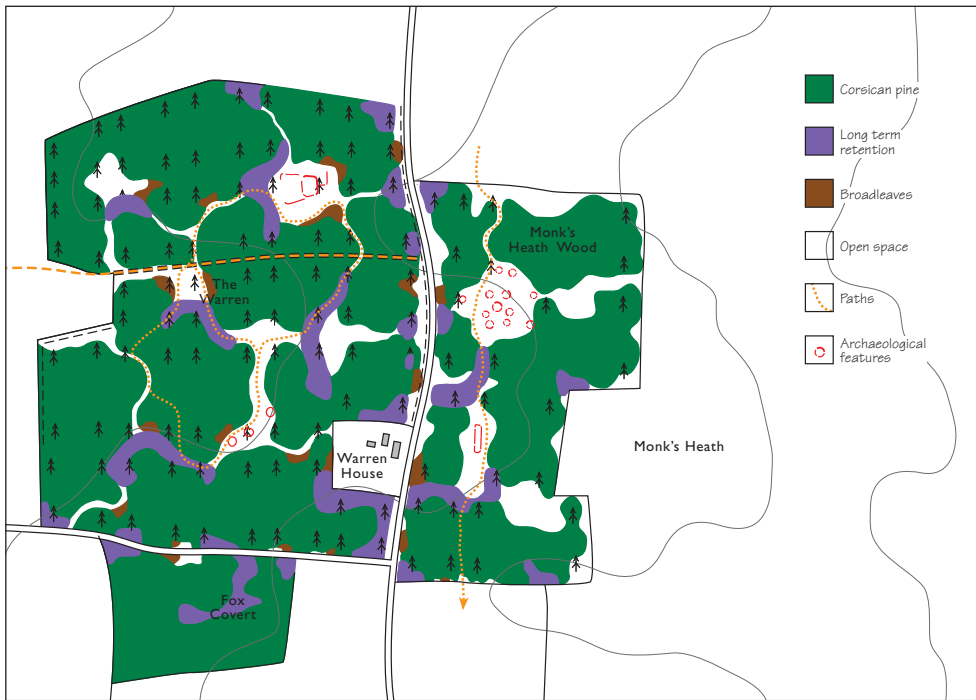 Corsican pine
Long term
retention
Broadleaves
Open space
Paths
Archaeological
features
Monk's
Heath Wood
The
Warren
Warren
House
Monk's Heath
Fox
Covert